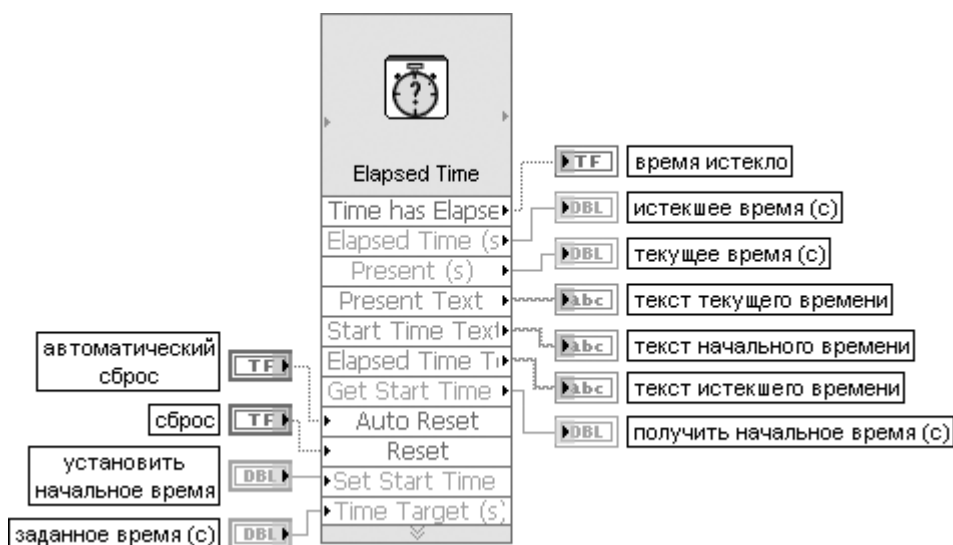 ?
Elapsed Time
Time has Elapse
Elapsed Time (s
Present (s)
Present Text
Start Time Text
Elapsed Time T
Get Start Time
Auto Reset
Reset
Set Start Time
Time Target (s)
автоматический
сброс
TF
сброс
TF
установить
начальное время
DBL
заданное время (с)
DBL
TF
время истекло
DBL
истекшее время (с)
DBL
текущее время (с)
abc
текст текущего времени
abc
текст начального времени
abc
текст истекшего времени
DBL
получить начальное время (с)